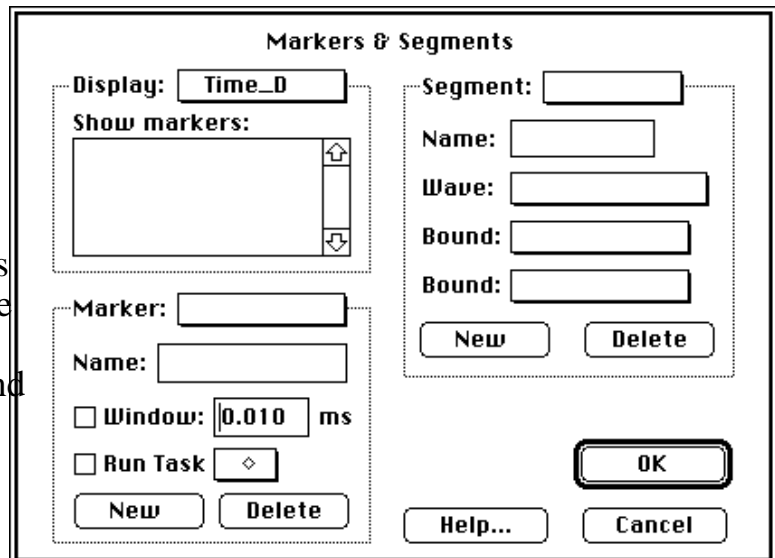 Markers & Segments
Display: Time_D
Show markers:
Marker:
Name:
Window: 0.010 ms
Run Task
New Delete
Segment:
Name:
Wave:
Bound:
Bound:
New Delete
OK
Help... Cancel
s
e
nd